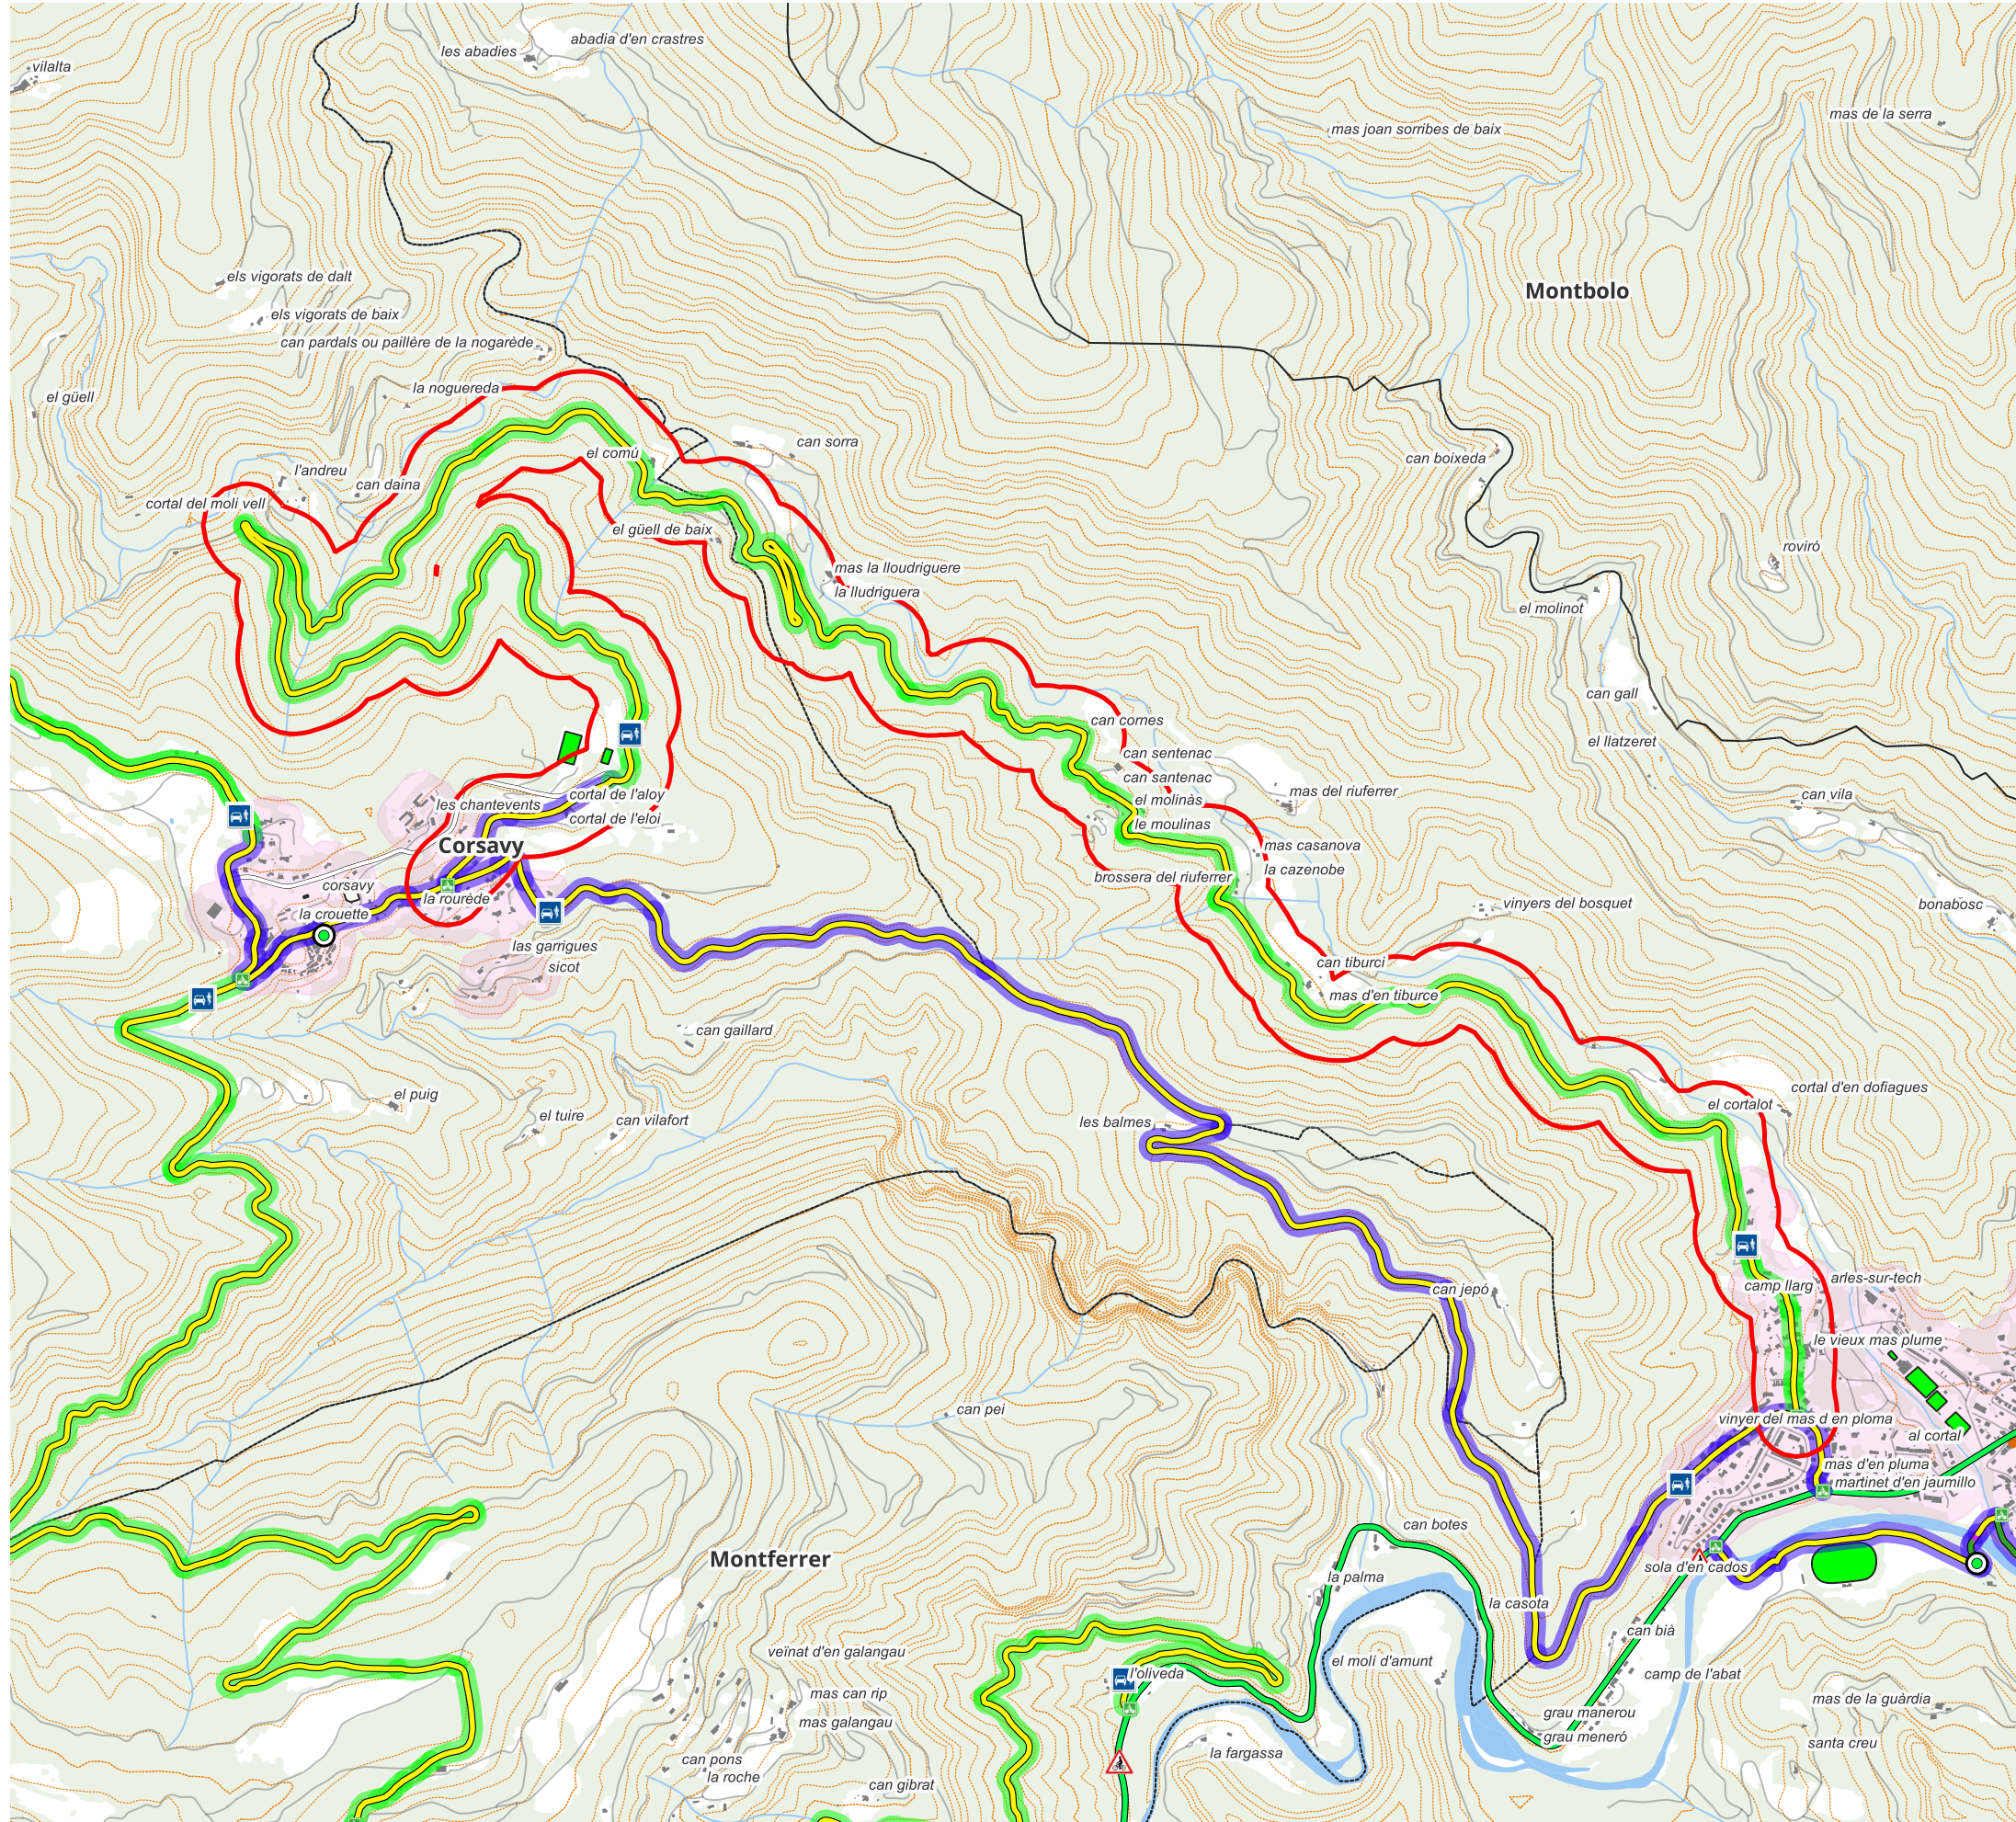 abadia d'en crastres
les abadies
vilalta
mas de la serra
mas joan sorribes de baix
els vigorats de dalt
Montbolo
els vigorats de baix
can pardals ou paillère de la nogarède
la noguereda
el güell
can sorra
el comú
can boixeda
l'andreu
can daina
cortal del moli vell
el güell de baix
roviró
mas la lloudriguere
la lludriguera
el molinot
can gall
can cornes
el llatzeret
can sentenac
can santenac
mas del riuferrer
cortal de l'aloy
can vila
el molinàs
les chantevents
cortal de l'eloi
le moulinas
Corsavy
mas casanova
la cazenobe
brossera del riuferrer
corsavy
la rourède
vinyers del bosquet
bonabosc
la crouette
las garrigues
can tiburci
sicot
mas d'en tiburce
can gaillard
cortal d'en dofiagues
el puig
el cortalot
el tuire
can vilafort
les balmes
arles-sur-tech
camp llarg
can jepó
le vieux mas plume
can pei
vinyer del mas d en ploma
al cortal
mas d'en pluma
martinet d'en jaumillo
can botes
Montferrer
sola d'en cados
la palma
la casota
can bià
veïnat d'en galangau
el molí d'amunt
l'oliveda
camp de l'abat
mas can rip
mas de la guàrdia
grau manerou
mas galangau
grau meneró
santa creu
la fargassa
can pons
la roche
can gibrat